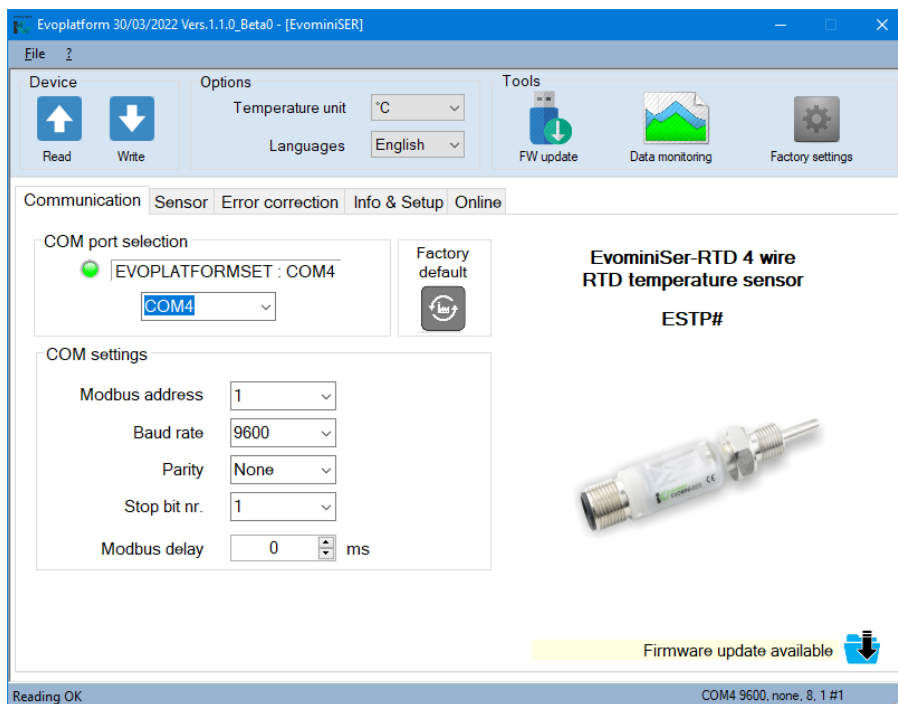 Evoplatform 30/03/2022 Vers.1.1.0_Beta0 - [EvominiSER]
File ?
Device
Options
Tools
Temperature unit °C
Languages English
Read Write
FW update Data monitoring Factory settings
Communication Sensor Error correction Info & Setup Online
COM port selection
EVOPLATFORMSET : COM4
COM4
Factory
default
EvominiSer-RTD 4 wire
RTD temperature sensor
ESTP#
COM settings
Modbus address 1
Baud rate 9600
Parity None
Stop bit nr. 1
Modbus delay 0 ms
CE
Firmware update available
Reading OK
COM4 9600, none, 8, 1 #1